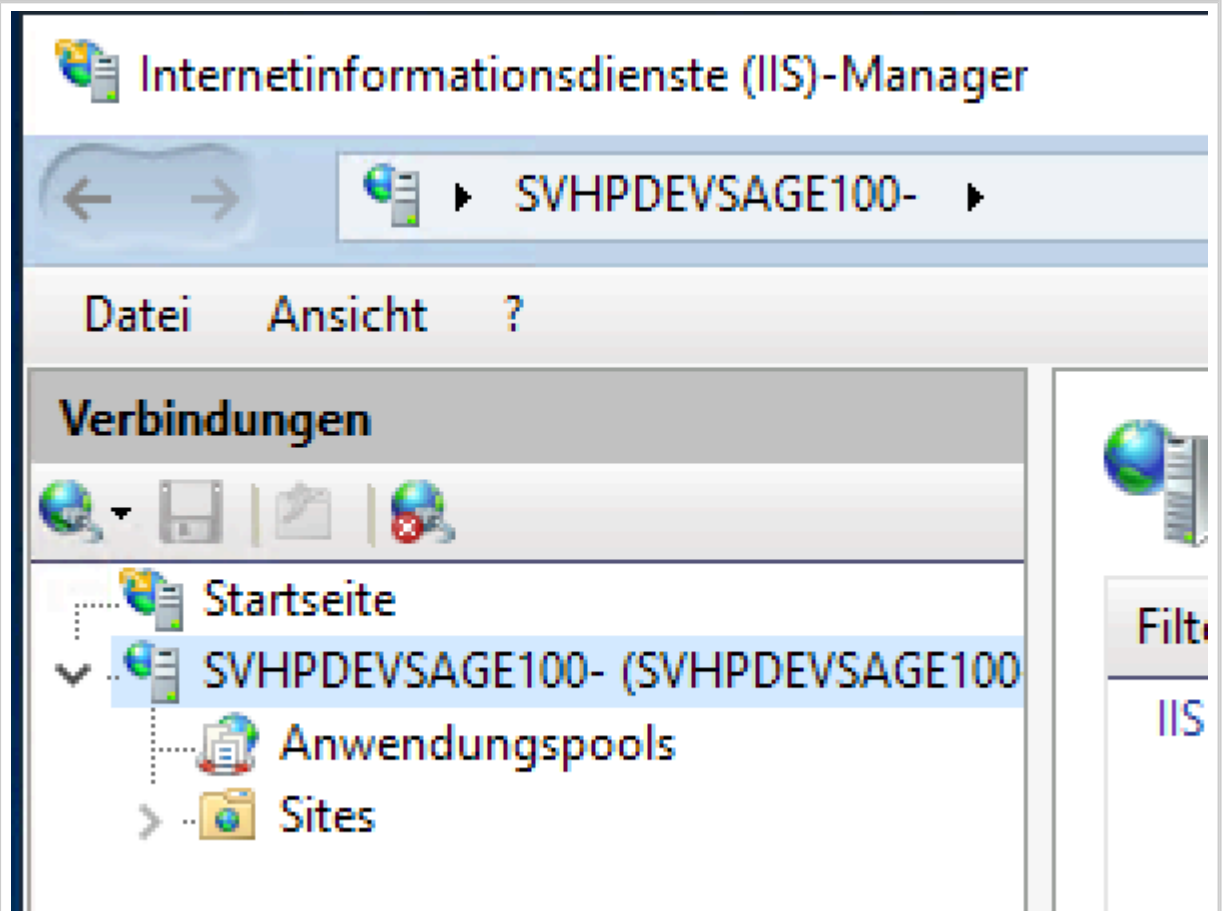 Internetinformationsdienste (IIS)-Manager
SVHPDEVSAGE100-
Datei Ansicht ?
Verbindungen
Startseite
SVHPDEVSAGE100- (SVHPDEVSAGE100-
Anwendungspools
Sites
IIS